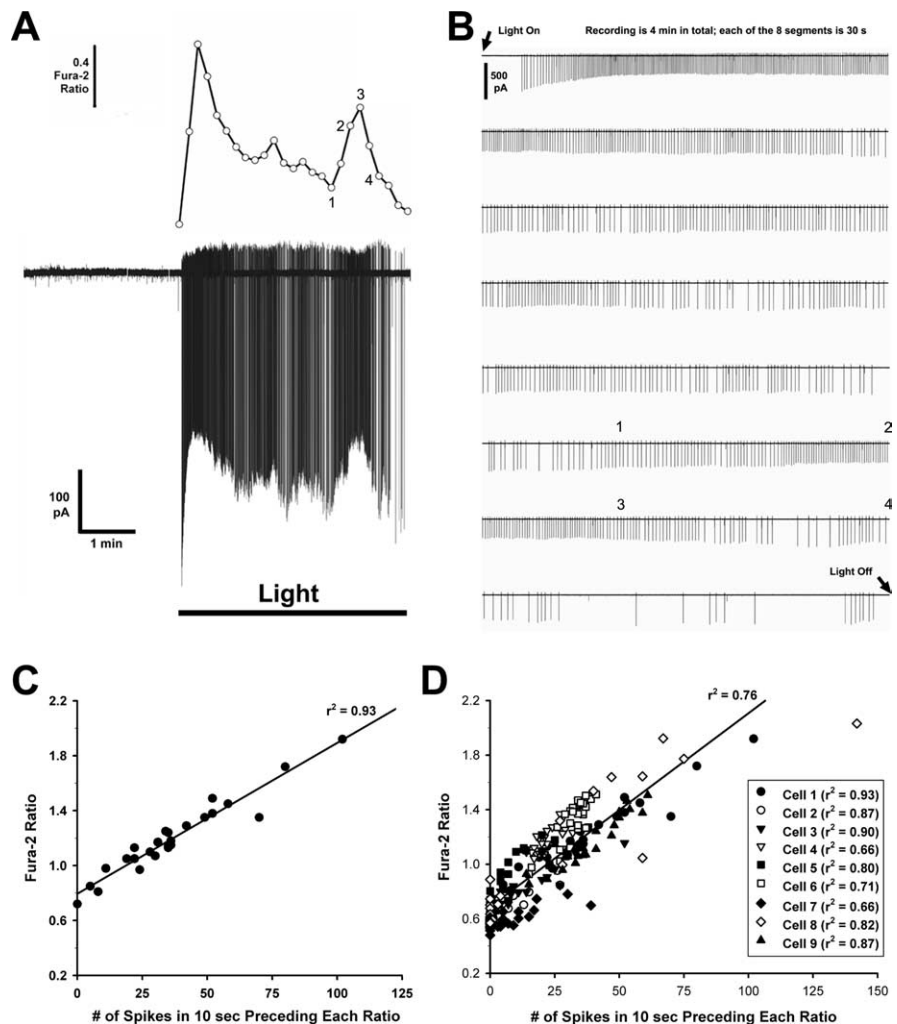 A
0.4
Fura-2
Ratio
1
2
3
4
100
pA
1 min
Light
B
Light On
Recording is 4 min in total; each of the 8 segments is 30 s
500
pA
1
2
3
4
Light Off
C
2.2
1.8
1.4
1.0
0.6
0.2
Fura-2 Ratio
r² = 0.93
0
25
50
75
100
125
# of Spikes in 10 sec Preceding Each Ratio
D
2.2
1.8
1.4
1.0
0.6
0.2
Fura-2 Ratio
r² = 0.76
Cell 1 (r² = 0.93)
Cell 2 (r² = 0.87)
Cell 3 (r² = 0.90)
Cell 4 (r² = 0.66)
Cell 5 (r² = 0.80)
Cell 6 (r² = 0.71)
Cell 7 (r² = 0.66)
Cell 8 (r² = 0.82)
Cell 9 (r² = 0.87)
0
25
50
75
100
125
150
# of Spikes in 10 sec Preceding Each Ratio